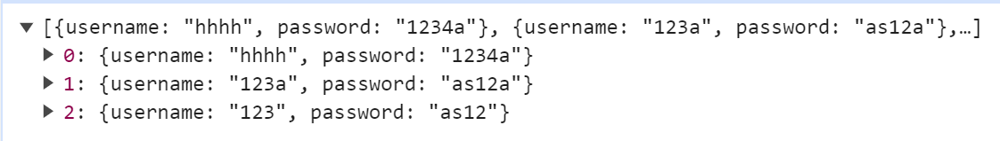 ▼ [{username: "hhhh", password: "1234a"}, {username: "123a", password: "as12a"},…]
▶ 0: {username: "hhhh", password: "1234a"}
▶ 1: {username: "123a", password: "as12a"}
▶ 2: {username: "123", password: "as12"}